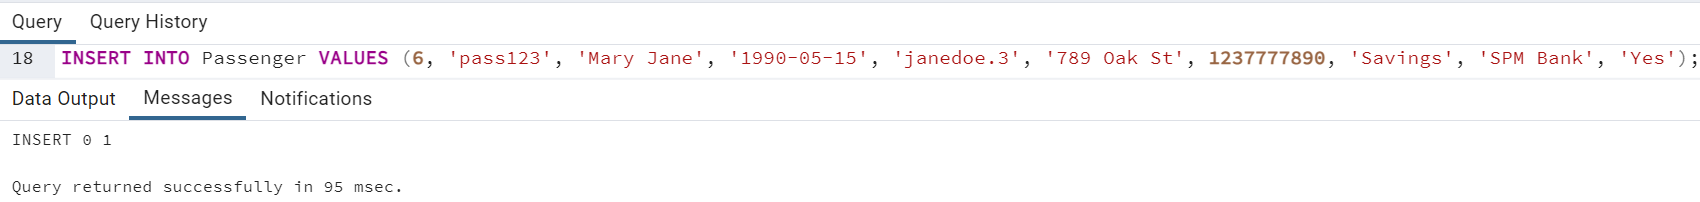 Query Query History
18 INSERT INTO Passenger VALUES (6, 'pass123', 'Mary Jane', '1990-05-15', 'janedoe.3', '789 Oak St', 1237777890, 'Savings', 'SPM Bank', 'Yes');
Data Output Messages Notifications
INSERT 0 1
Query returned successfully in 95 msec.